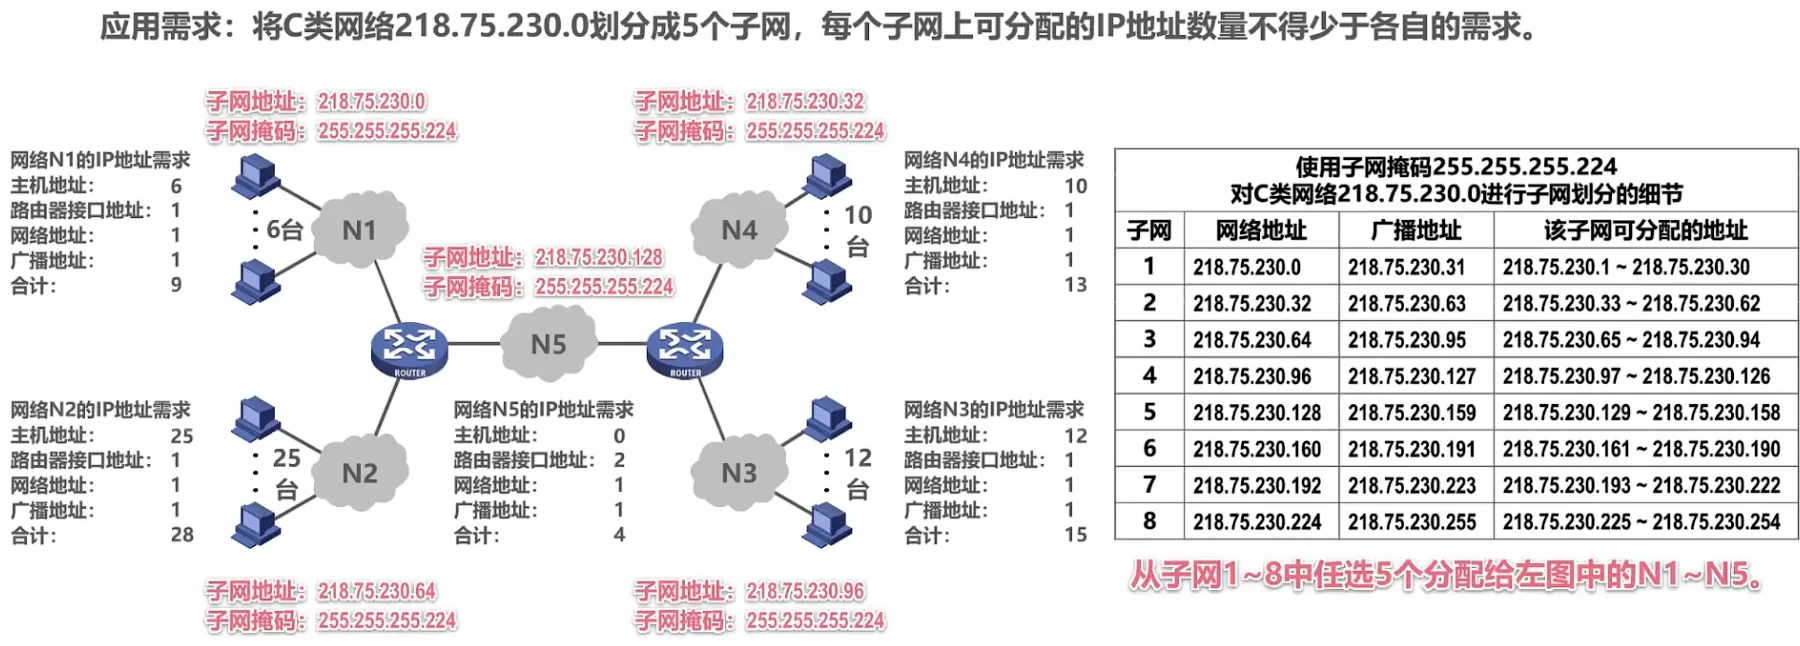 应用需求：将C类网络218.75.230.0划分成5个子网，每个子网上可分配的IP地址数量不得少于各自的需求。
子网地址：218.75.230.0
子网掩码：255.255.255.224
网络N1的IP地址需求
主机地址： 6
路由器接口地址： 1
网络地址： 1
广播地址： 1
合计： 9
6台
N1
子网地址：218.75.230.32
子网掩码：255.255.255.224
N4
10
台
网络N4的IP地址需求
主机地址： 10
路由器接口地址： 1
网络地址： 1
广播地址： 1
合计： 13
子网地址：218.75.230.128
子网掩码：255.255.255.224
ROUTER
N5
ROUTER
网络N2的IP地址需求
主机地址： 25
路由器接口地址： 1
网络地址： 1
广播地址： 1
合计： 28
25
台
N2
网络N5的IP地址需求
主机地址： 0
路由器接口地址： 2
网络地址： 1
广播地址： 1
合计： 4
N3
12
台
网络N3的IP地址需求
主机地址： 12
路由器接口地址： 1
网络地址： 1
广播地址： 1
合计： 15
子网地址：218.75.230.64
子网掩码：255.255.255.224
子网地址：218.75.230.96
子网掩码：255.255.255.224
使用子网掩码255.255.255.224
对C类网络218.75.230.0进行子网划分的细节
子网 网络地址 广播地址 该子网可分配的地址
1 218.75.230.0 218.75.230.31 218.75.230.1 ~ 218.75.230.30
2 218.75.230.32 218.75.230.63 218.75.230.33 ~ 218.75.230.62
3 218.75.230.64 218.75.230.95 218.75.230.65 ~ 218.75.230.94
4 218.75.230.96 218.75.230.127 218.75.230.97 ~ 218.75.230.126
5 218.75.230.128 218.75.230.159 218.75.230.129 ~ 218.75.230.158
6 218.75.230.160 218.75.230.191 218.75.230.161 ~ 218.75.230.190
7 218.75.230.192 218.75.230.223 218.75.230.193 ~ 218.75.230.222
8 218.75.230.224 218.75.230.255 218.75.230.225 ~ 218.75.230.254
从子网1~8中任选5个分配给左图中的N1~N5。